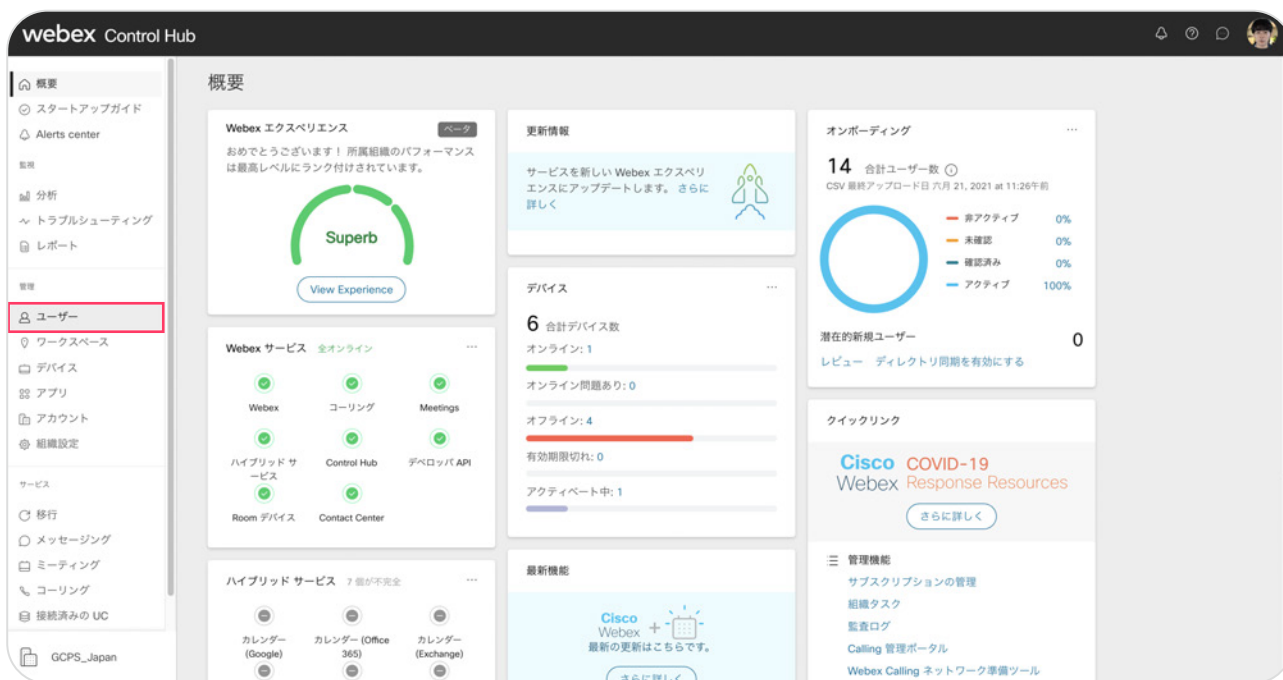 webex Control Hub
概要
スタートアップガイド
Alerts center
監視
分析
トラブルシューティング
レポート
管理
ユーザー
ワークスペース
デバイス
アプリ
アカウント
組織設定
サービス
移行
メッセージング
ミーティング
コーリング
接続済みの UC
GCPS_Japan
概要
Webex エクスペリエンス
ベータ
おめでとうございます！ 所属組織のパフォーマンス
は最高レベルにランク付けされています。
Superb
View Experience
Webex サービス 全オンライン
Webex
コーリング
Meetings
ハイブリッド サ
ービス
Control Hub
デベロッパ API
Room デバイス
Contact Center
ハイブリッド サービス 7 個が不完全
カレンダー
(Google)
カレンダー (Office
365)
カレンダー
(Exchange)
更新情報
サービスを新しい Webex エクスペリ
エンスにアップデートします。 さらに
詳しく
デバイス
6 合計デバイス数
オンライン: 1
オンライン問題あり: 0
オフライン: 4
有効期限切れ: 0
アクティベート中: 1
最新機能
Cisco
Webex
最新の更新はこちらです。
さらに詳しく
オンボーディング
14 合計ユーザー数
CSV 最終アップロード日 六月 21, 2021 at 11:26午前
非アクティブ 0%
未確認 0%
確認済み 0%
アクティブ 100%
潜在的新規ユーザー 0
レビュー ディレクトリ同期を有効にする
クイックリンク
Cisco COVID-19
Webex Response Resources
さらに詳しく
管理機能
サブスクリプションの管理
組織タスク
監査ログ
Calling 管理ポータル
Webex Calling ネットワーク準備ツール